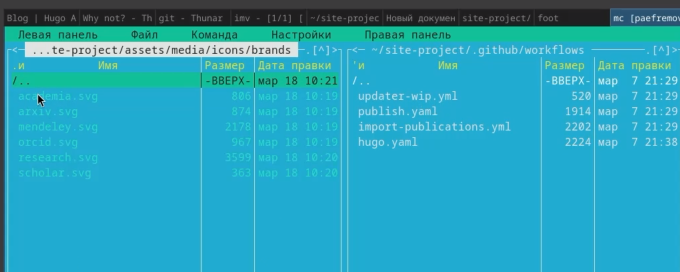 Blog | Hugo A Why not? - Th git - Thunar imv - [1/1] [ ~/site-projec Новый докумен site-project/ foot mc [paefremov
Левая панель Файл Команда Настройки Правая панель
<— ...te-project/assets/media/icons/brands —.[^]> <— ~/site-project/.github/workflows —.[^]>
.и Имя Размер Дата правки 'и Имя Размер Дата правки
/.. -ВВЕРХ- мар 18 10:21 /.. -ВВЕРХ- мар 7 21:29
academia.svg 806 мар 18 10:19 updater-wip.yml 520 мар 7 21:29
arxiv.svg 874 мар 18 10:19 publish.yaml 1914 мар 7 21:29
mendeley.svg 2178 мар 18 10:19 import-publications.yml 2202 мар 7 21:29
orcid.svg 967 мар 18 10:19 hugo.yaml 2224 мар 7 21:38
research.svg 3599 мар 18 10:20
scholar.svg 363 мар 18 10:20